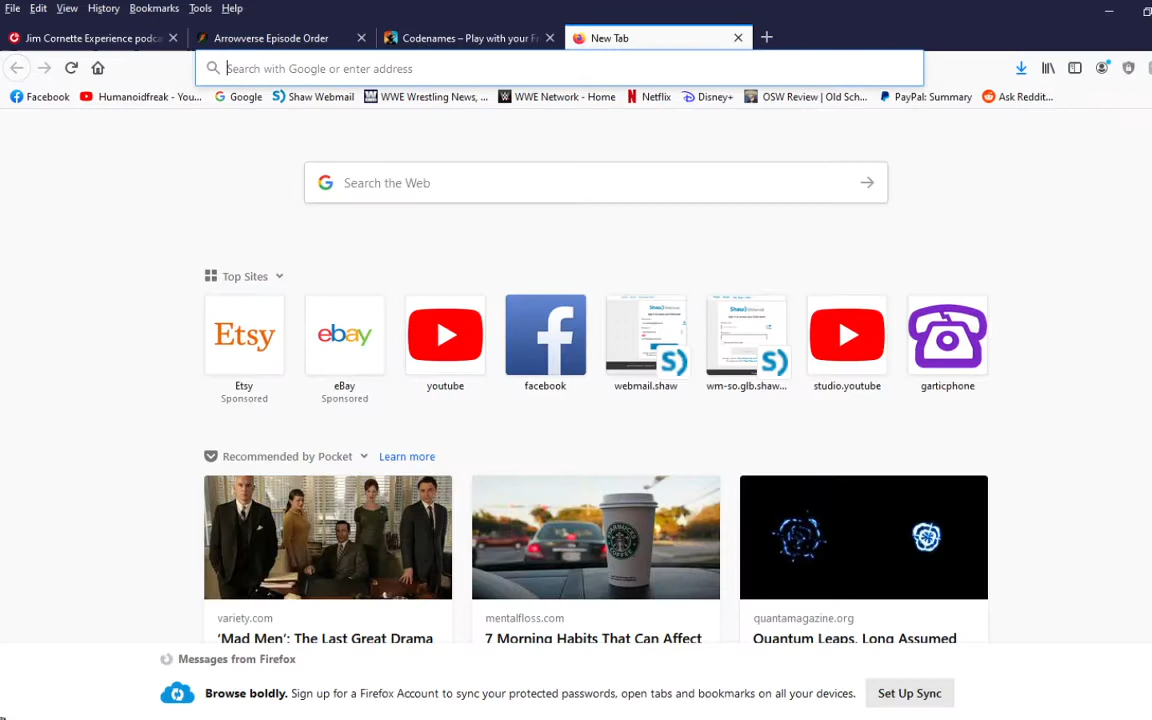 File Edit View History Bookmarks Tools Help
Jim Cornette Experience podca
Arrowverse Episode Order
Codenames – Play with your Fr
New Tab
Search with Google or enter address
Facebook
Humanoidfreak - You...
Google
Shaw Webmail
WWE Wrestling News, ...
WWE Network - Home
Netflix
Disney+
OSW Review | Old Sch...
PayPal: Summary
Ask Reddit...
Search the Web
Top Sites
Etsy
ebay
Etsy
Sponsored
eBay
Sponsored
youtube
facebook
webmail.shaw
wm-so.glb.shaw...
studio.youtube
garticphone
Recommended by Pocket
Learn more
variety.com
'Mad Men': The Last Great Drama
mentalfloss.com
7 Morning Habits That Can Affect
quantamagazine.org
Quantum Leaps, Long Assumed
Messages from Firefox
Browse boldly. Sign up for a Firefox Account to sync your protected passwords, open tabs and bookmarks on all your devices.
Set Up Sync